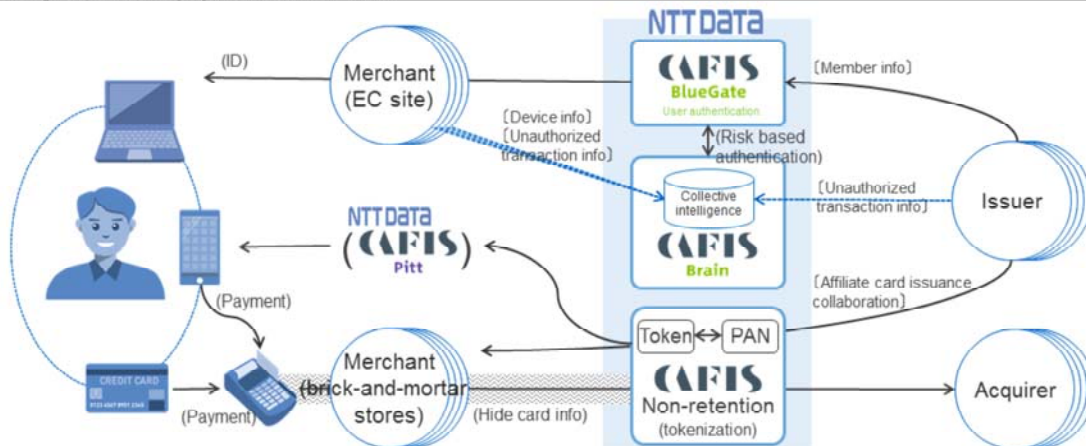 NTT DATA
(ID)
Merchant
(EC site)
CAFIS
BlueGate
User authentication
〔Member info〕
〔Device info〕
〔Unauthorized
transaction info〕
(Risk based
authentication)
Collective
intelligence
CAFIS
Brain
〔Unauthorized
transaction info〕
Issuer
NTT DATA
(CAFIS)
Pitt
(Payment)
〔Affiliate card issuance
collaboration〕
Token
PAN
Merchant
(brick-and-mortar
stores)
CREDIT CARD
(Payment)
(Hide card info)
CAFIS
Non-retention
(tokenization)
Acquirer